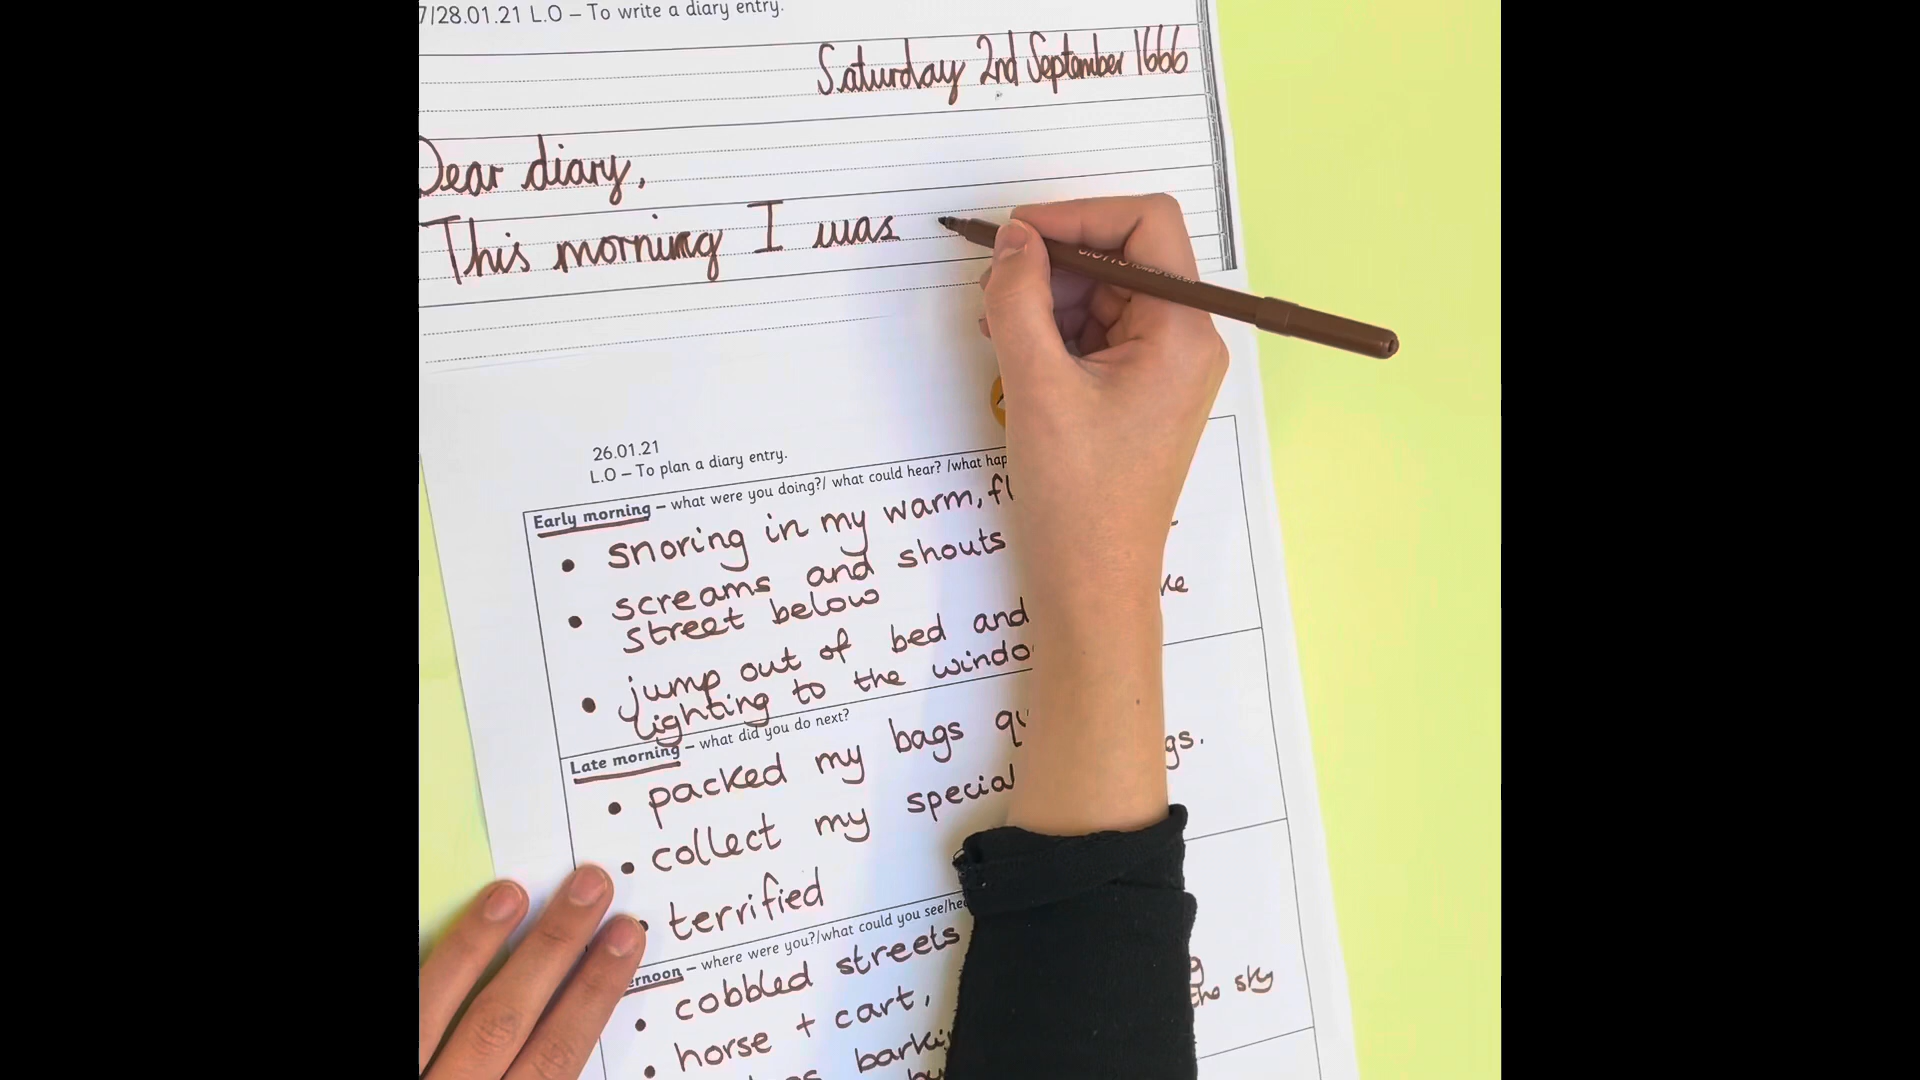 7/28.01.21 L.O – To write a diary entry.
Saturday 2nd September 1666
Dear diary,
This morning I was
26.01.21
L.O – To plan a diary entry.
Early morning – what were you doing?/ what could hear? /what
• snoring in my warm,
• screams and shouts
street below
• jump out of bed and
lighting to the
Late morning – what did you do next?
• packed my bags
• collect my special
• terrified
– where were you?/what could you
• cobbled streets
the sky
• horse + cart,